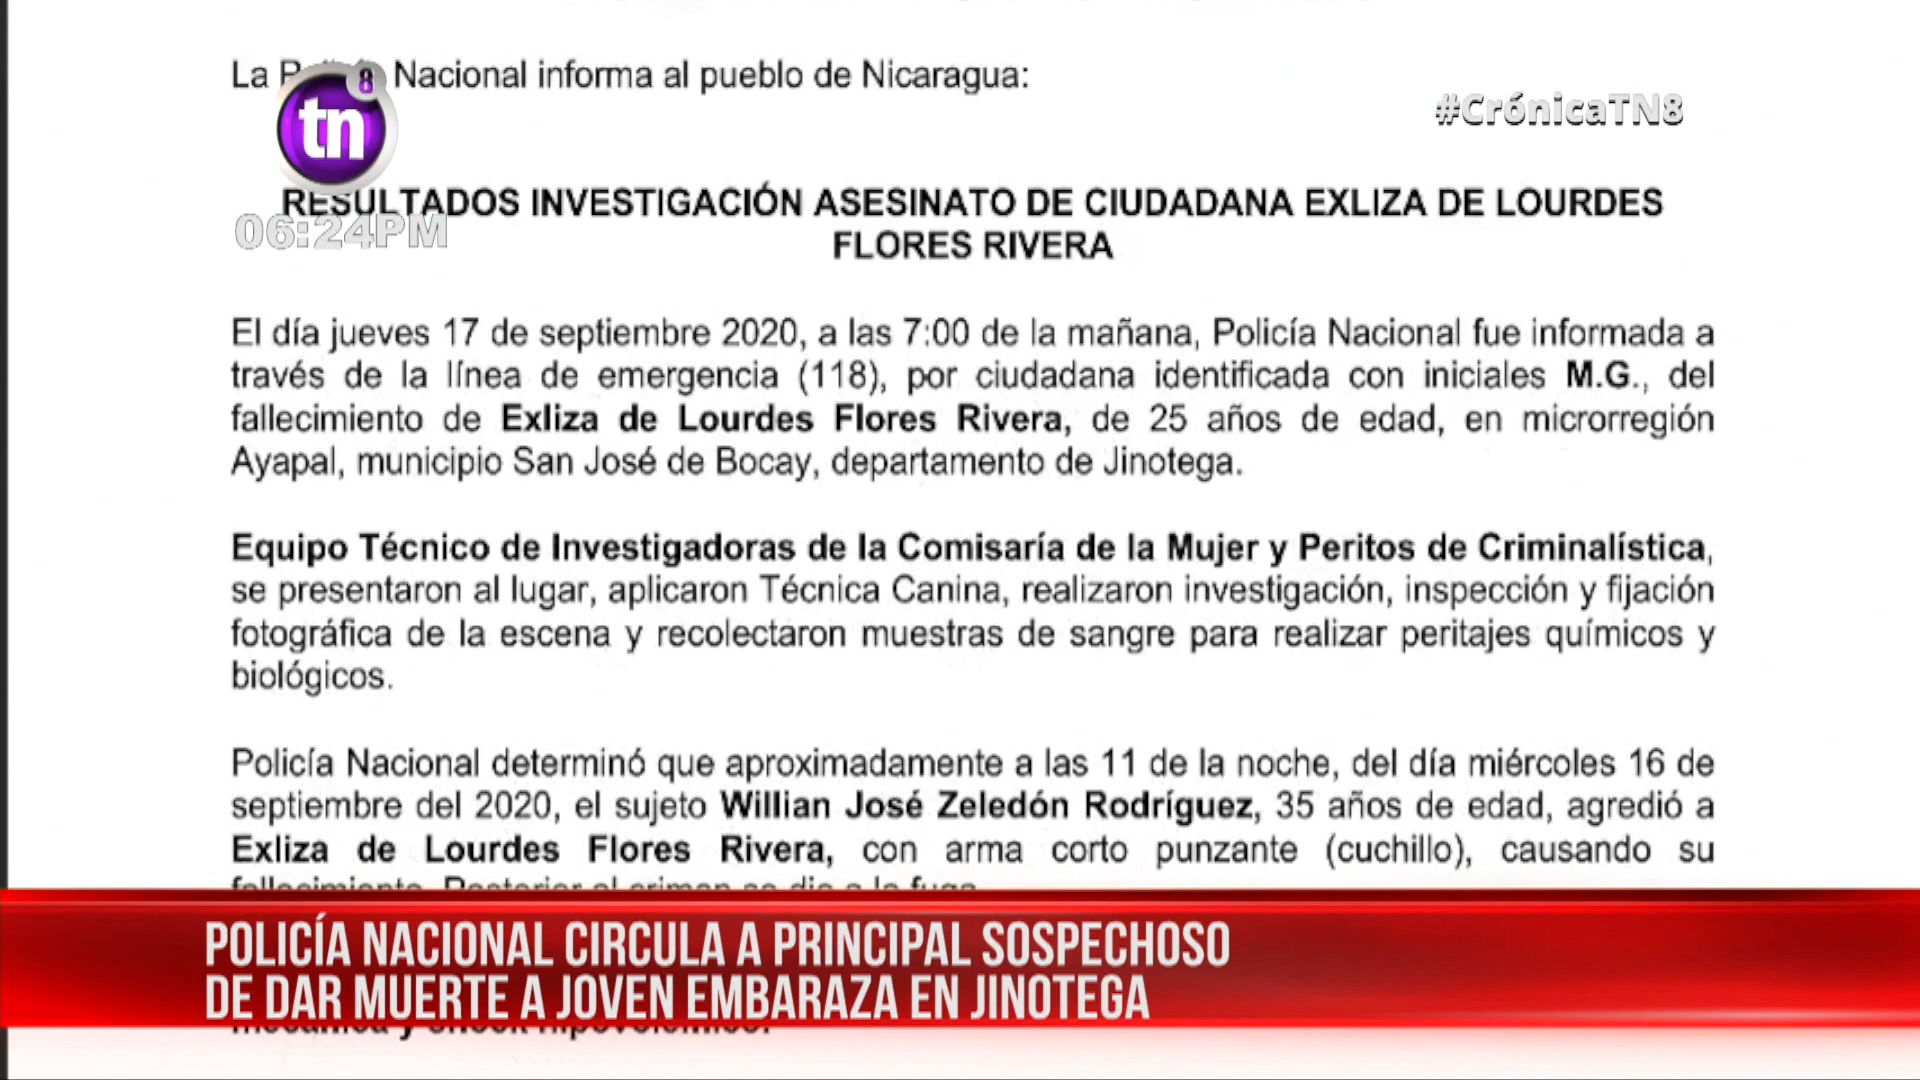 La Nacional informa al pueblo de Nicaragua:
8
tn
#CrónicaTN8
RESULTADOS INVESTIGACIÓN ASESINATO DE CIUDADANA EXLIZA DE LOURDES
06:24PM
FLORES RIVERA
El día jueves 17 de septiembre 2020, a las 7:00 de la mañana, Policía Nacional fue informada a
través de la línea de emergencia (118), por ciudadana identificada con iniciales M.G., del
fallecimiento de Exliza de Lourdes Flores Rivera, de 25 años de edad, en microrregión
Ayapal, municipio San José de Bocay, departamento de Jinotega.
Equipo Técnico de Investigadoras de la Comisaría de la Mujer y Peritos de Criminalística,
se presentaron al lugar, aplicaron Técnica Canina, realizaron investigación, inspección y fijación
fotográfica de la escena y recolectaron muestras de sangre para realizar peritajes químicos y
biológicos.
Policía Nacional determinó que aproximadamente a las 11 de la noche, del día miércoles 16 de
septiembre del 2020, el sujeto Willian José Zeledón Rodríguez, 35 años de edad, agredió a
Exliza de Lourdes Flores Rivera, con arma corto punzante (cuchillo), causando su
fallecimiento. Posterior al crimen se dio a la fuga.
POLICÍA NACIONAL CIRCULA A PRINCIPAL SOSPECHOSO
DE DAR MUERTE A JOVEN EMBARAZA EN JINOTEGA